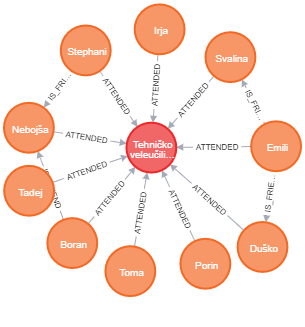 Irja
Stephani
Svalina
IS_FRI...
ATTENDED
ATTENDED
ATTENDED
IS_FRI...
Nebojša
ATTENDED
Tehničko
veleučili...
ATTENDED
Emili
Tadej
ATTENDED
IS_FRIE...
END
ATTENDED
ATTENDED
ATTENDED
ATTENDED
Boran
Duško
Toma
Porin